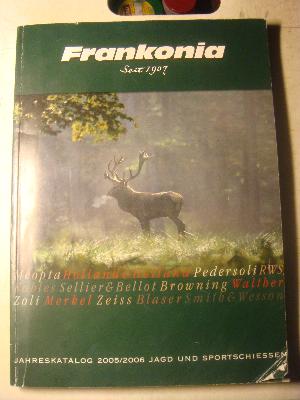 Frankonia
Seit 1907
Meopta Holland&Holland Pedersoli RWS
Sellier&Bellot Browning Walther
Zoli Merkel Zeiss Blaser Smith & Wesson
JAHRESKATALOG 2005/2006 JAGD UND SPORTSCHIESSEN